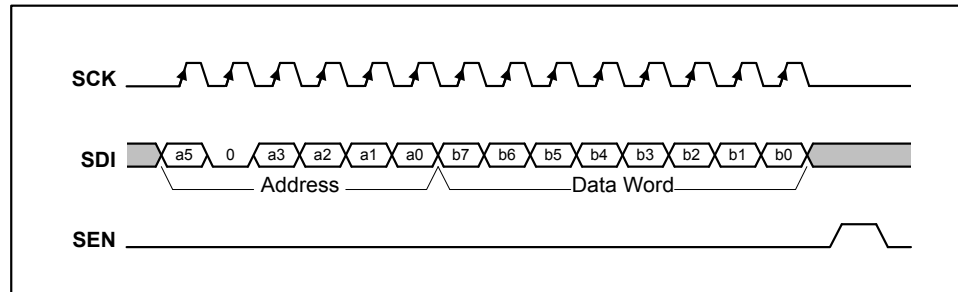 SCK
SDI a5 0 a3 a2 a1 a0 b7 b6 b5 b4 b3 b2 b1 b0
Address Data Word
SEN